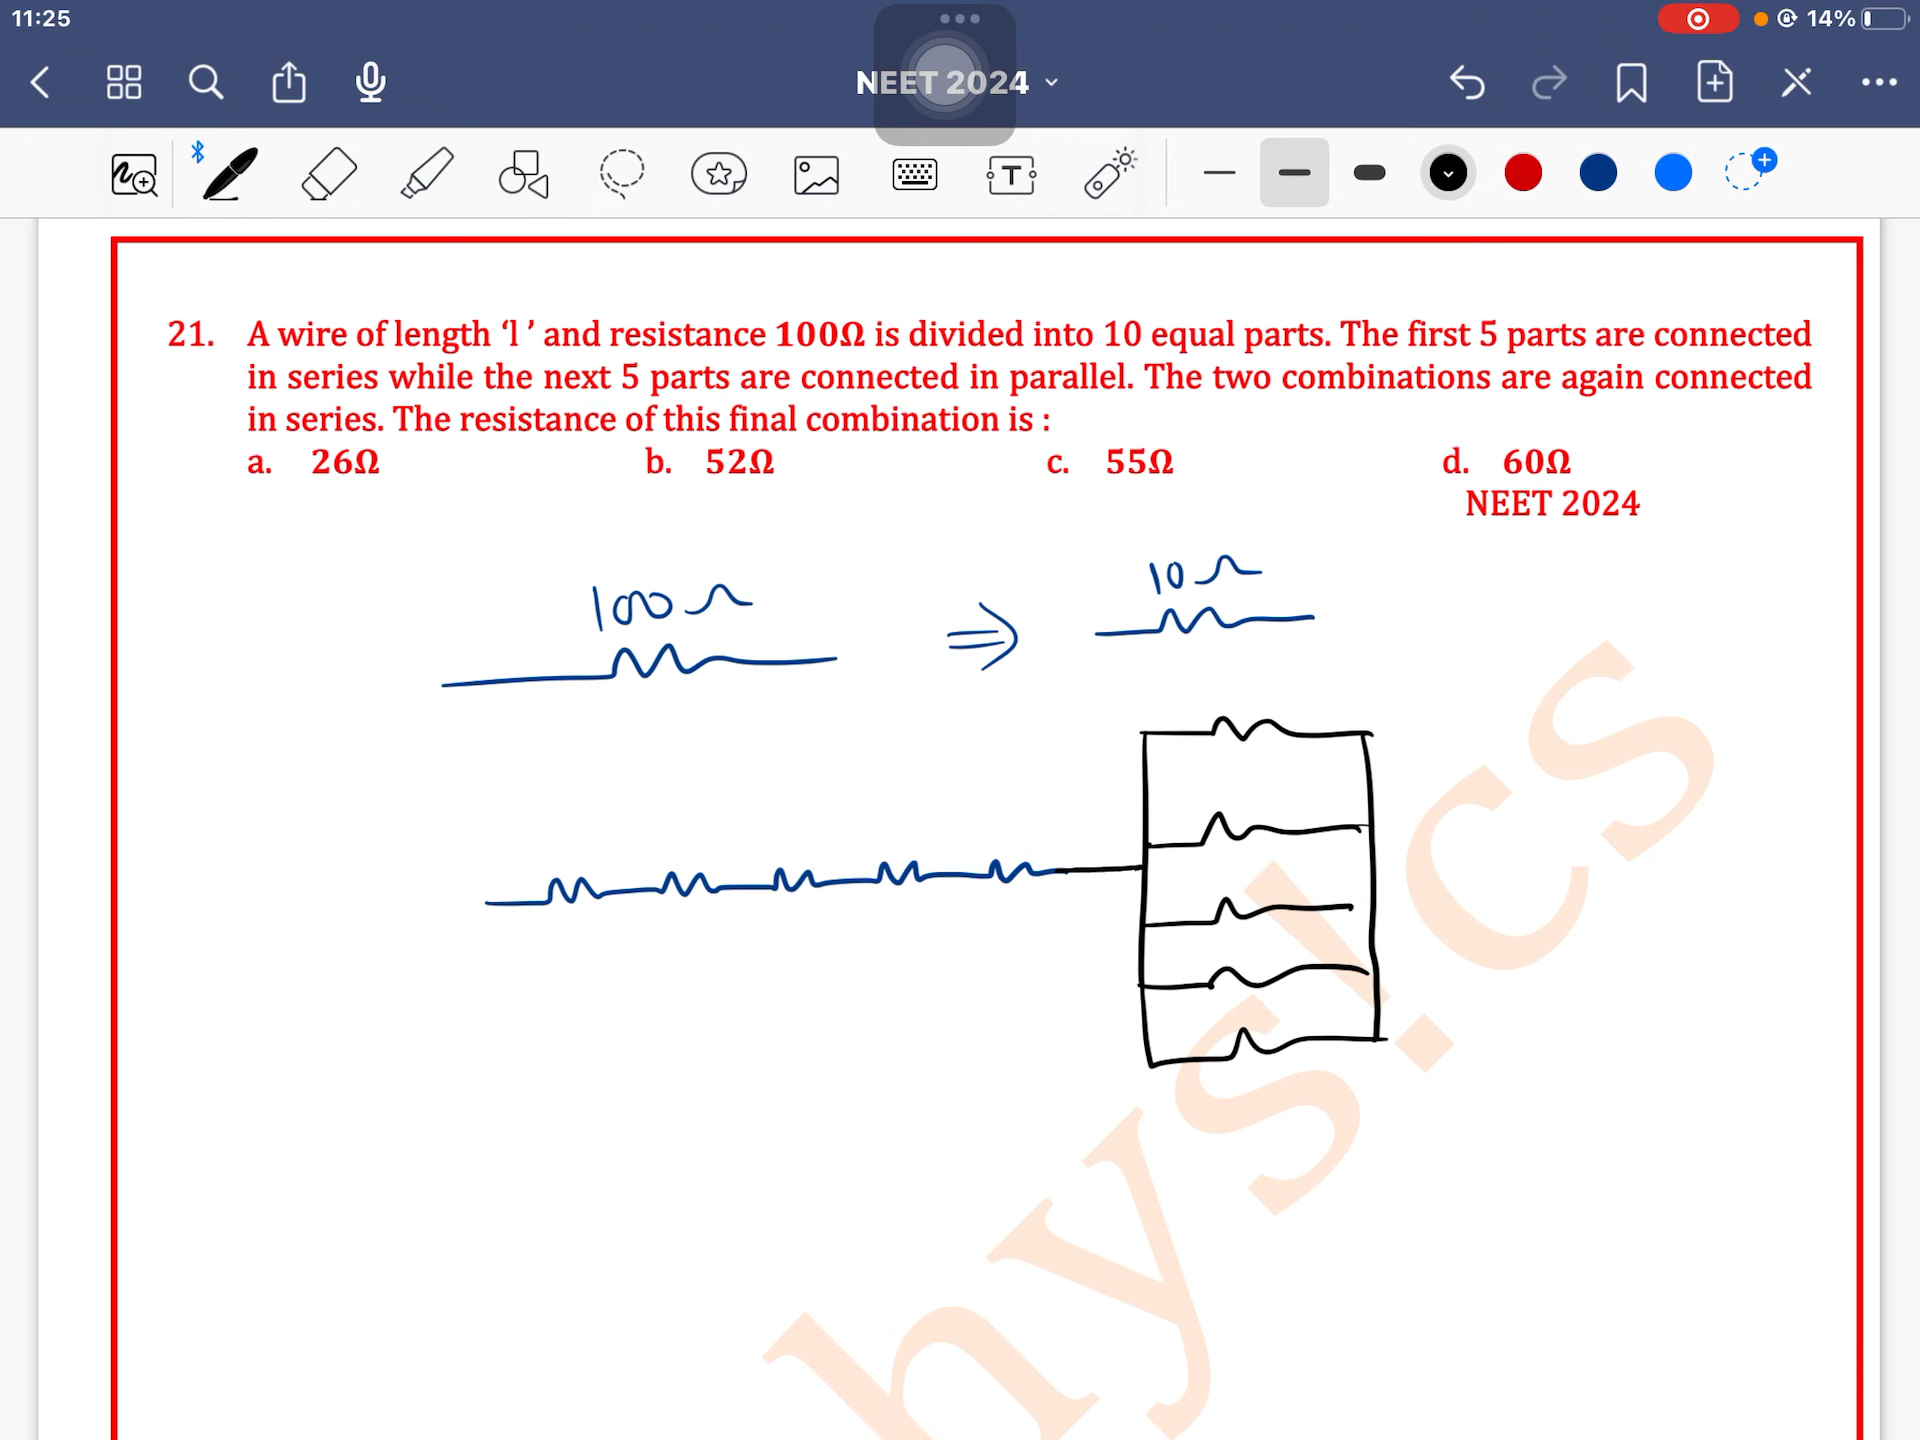 11:25
14%
NEET 2024
T
21. A wire of length ‘l ’ and resistance 100Ω is divided into 10 equal parts. The first 5 parts are connected
in series while the next 5 parts are connected in parallel. The two combinations are again connected
in series. The resistance of this final combination is :
a. 26Ω b. 52Ω c. 55Ω d. 60Ω
NEET 2024
100Ω ⇒ 10Ω
hys!cs